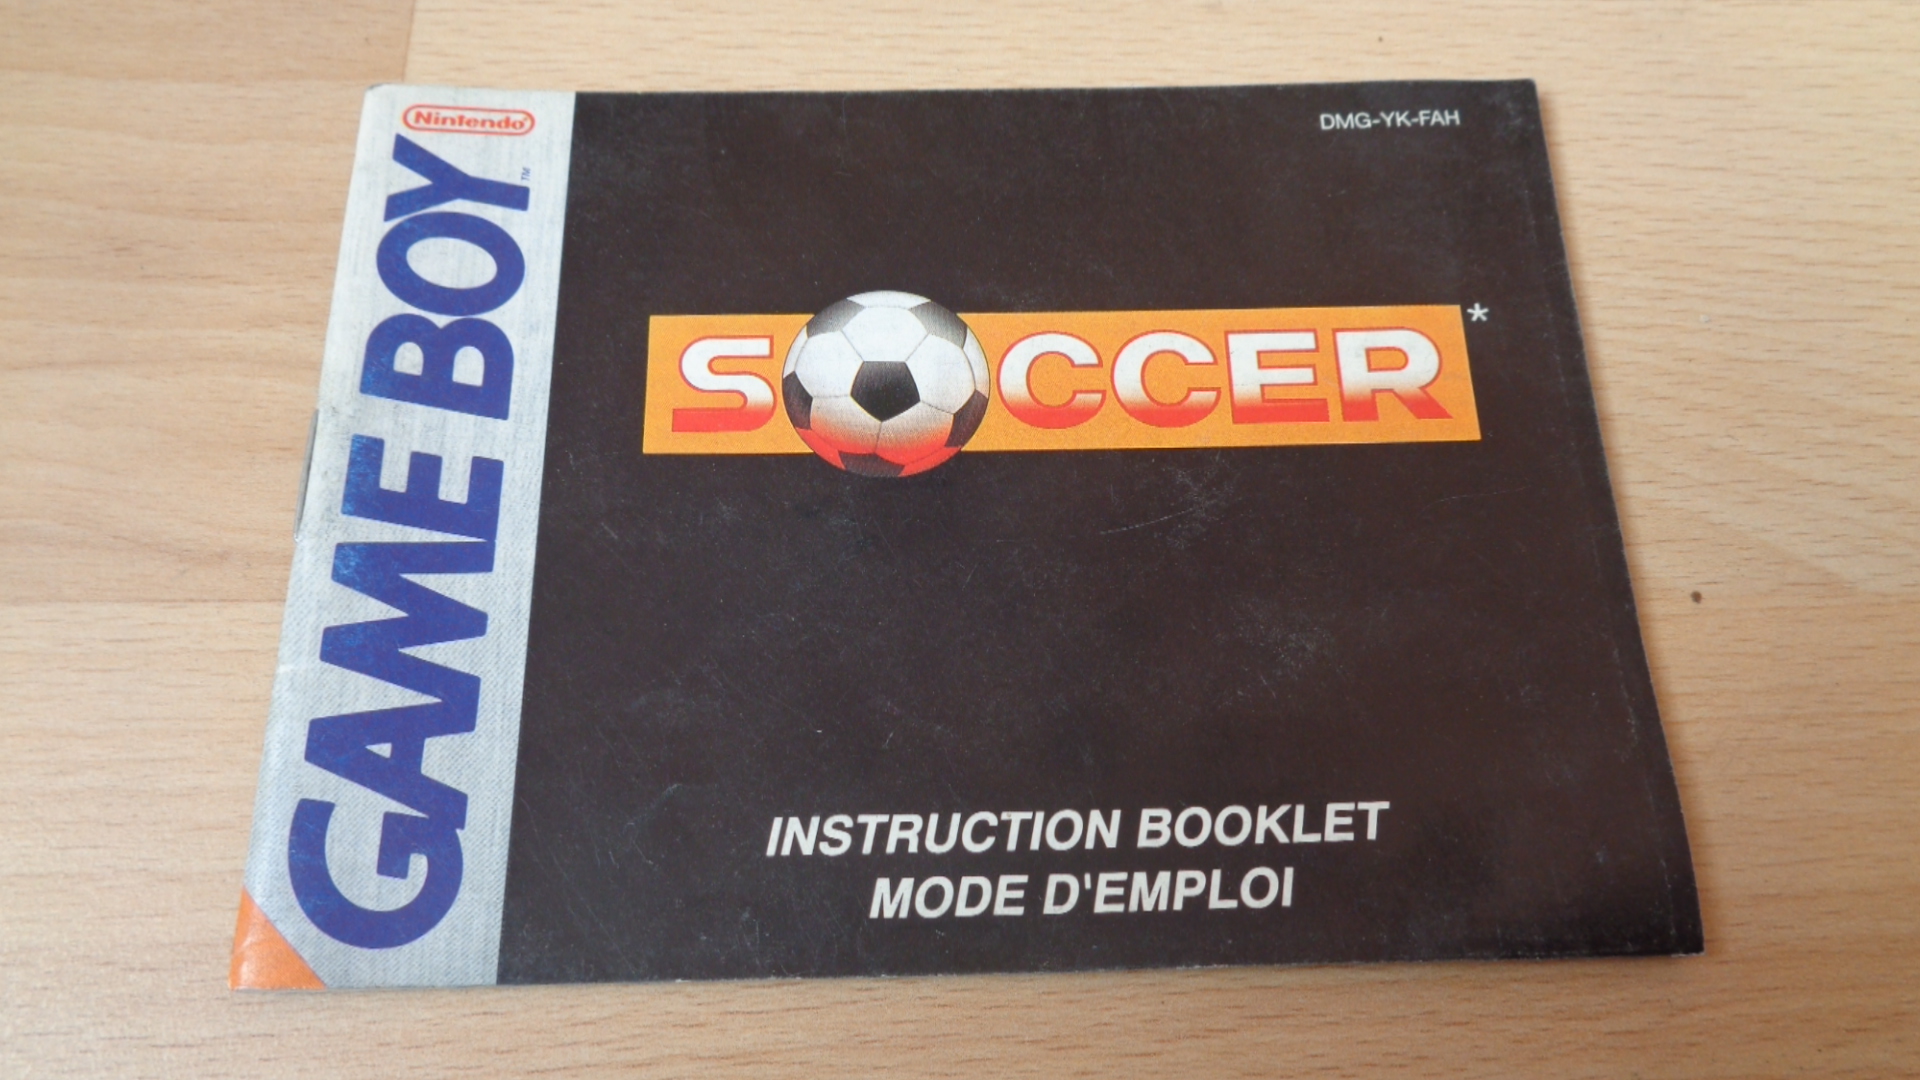 Nintendo®
GAME BOY™
DMG-YK-FAH
SOCCER*
INSTRUCTION BOOKLET
MODE D'EMPLOI